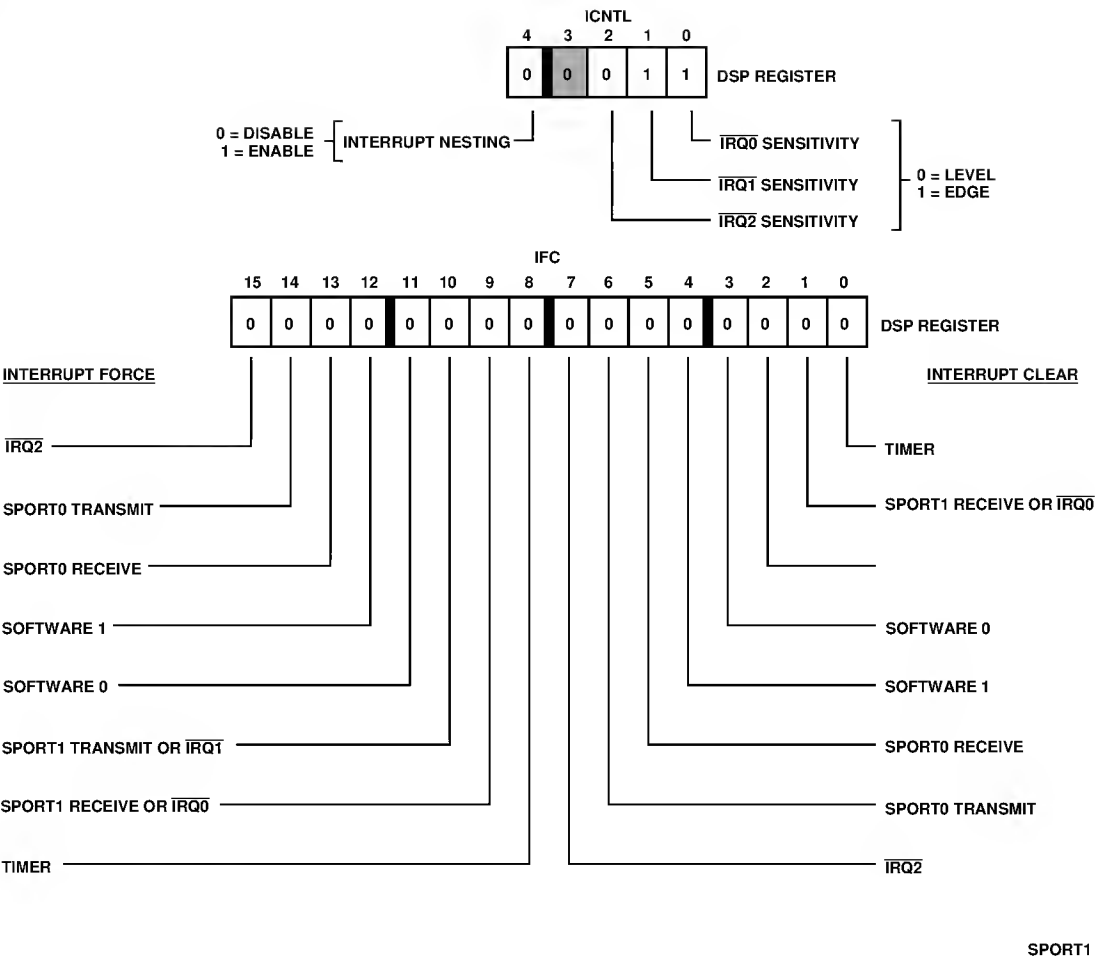 ICNTL
4 3 2 1 0
0 0 0 1 1 DSP REGISTER
0 = DISABLE
1 = ENABLE
INTERRUPT NESTING
IRQ0 SENSITIVITY
IRQ1 SENSITIVITY
IRQ2 SENSITIVITY
0 = LEVEL
1 = EDGE
IFC
15 14 13 12 11 10 9 8 7 6 5 4 3 2 1 0
0 0 0 0 0 0 0 0 0 0 0 0 0 0 0 0 DSP REGISTER
INTERRUPT FORCE
INTERRUPT CLEAR
IRQ2
TIMER
SPORT0 TRANSMIT
SPORT1 RECEIVE OR IRQ0
SPORT0 RECEIVE
SOFTWARE 1
SOFTWARE 0
SOFTWARE 0
SOFTWARE 1
SPORT1 TRANSMIT OR IRQ1
SPORT0 RECEIVE
SPORT1 RECEIVE OR IRQ0
SPORT0 TRANSMIT
TIMER
IRQ2
SPORT1